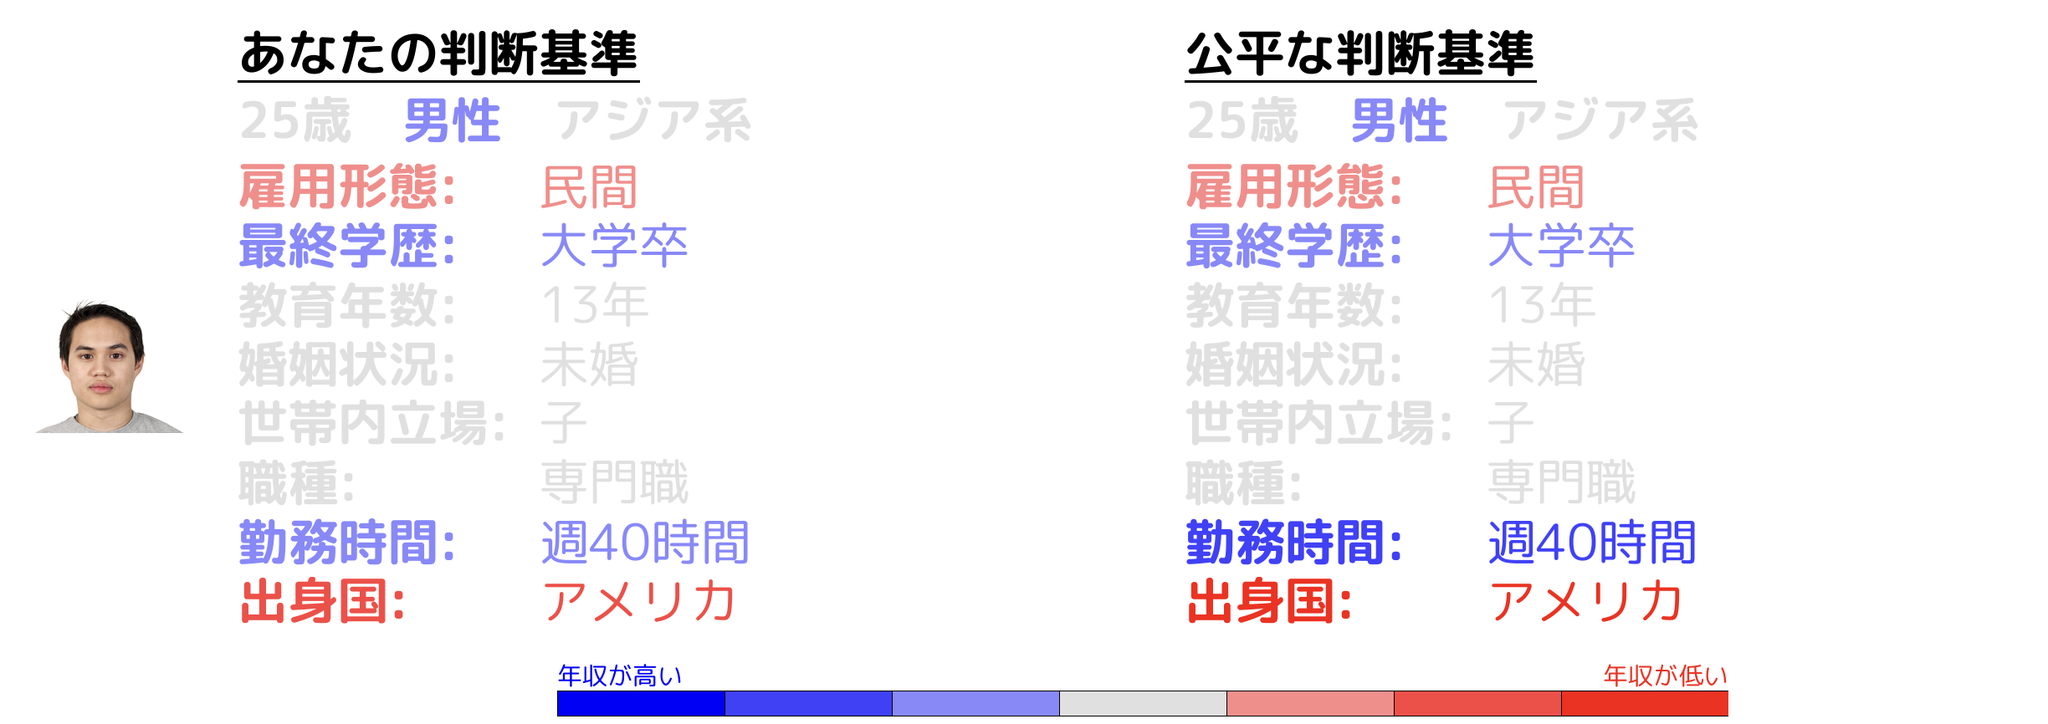 あなたの判断基準
25歳 男性 アジア系
雇用形態: 民間
最終学歴: 大学卒
教育年数: 13年
婚姻状況: 未婚
世帯内立場: 子
職種: 専門職
勤務時間: 週40時間
出身国: アメリカ
公平な判断基準
25歳 男性 アジア系
雇用形態: 民間
最終学歴: 大学卒
教育年数: 13年
婚姻状況: 未婚
世帯内立場: 子
職種: 専門職
勤務時間: 週40時間
出身国: アメリカ
年収が高い
年収が低い